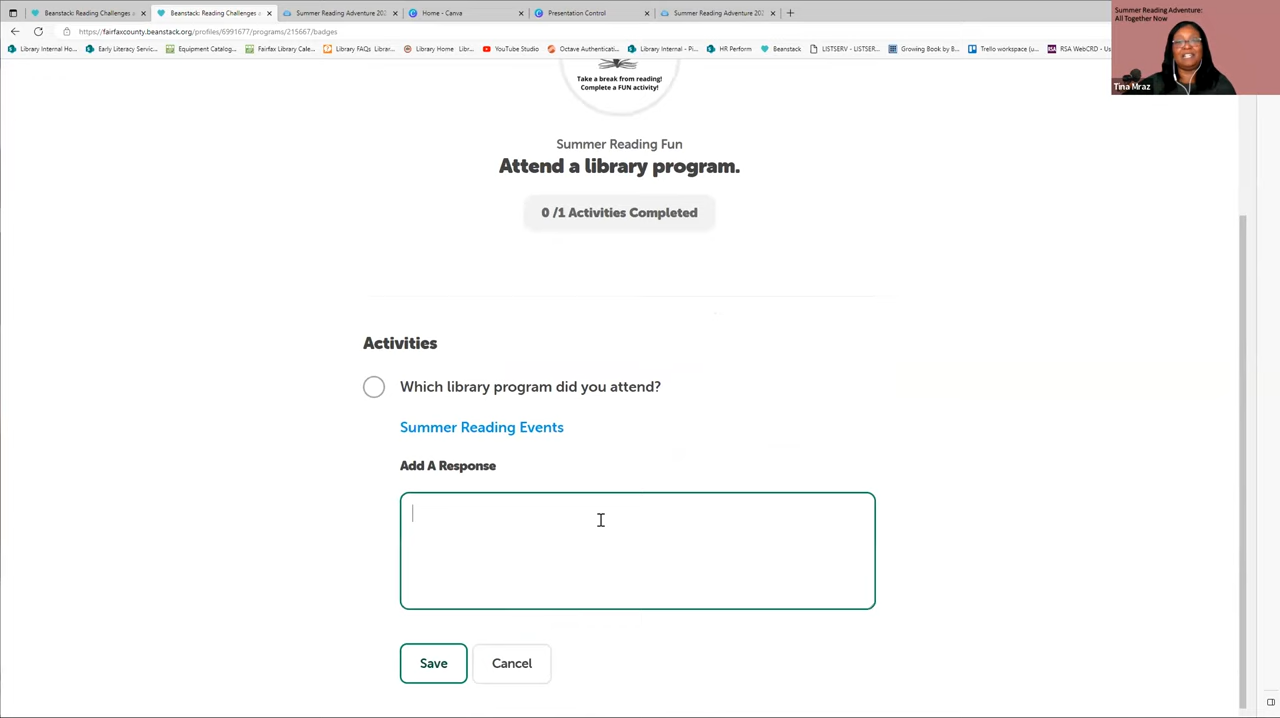 Beanstack: Reading Challenges a
Beanstack: Reading Challenges a
Summer Reading Adventure 202
Home - Canva
Presentation Control
Summer Reading Adventure 202
https://fairfaxcounty.beanstack.org/profiles/6991677/programs/215667/badges
Library Internal Ho...
Early Literacy Servic...
Equipment Catalog...
Fairfax Library Cale...
Library FAQs Librar...
Library Home Libr...
YouTube Studio
Octave Authenticati...
Library Internal - Pi...
HR Perform
Beanstack
LISTSERV - LISTSER...
Growing Book by B...
Trello workspace (u...
RSA WebCRD - Us
Summer Reading Adventure:
All Together Now
Tina Mraz
Take a break from reading!
Complete a FUN activity!
Summer Reading Fun
Attend a library program.
0 /1 Activities Completed
Activities
Which library program did you attend?
Summer Reading Events
Add A Response
Save
Cancel